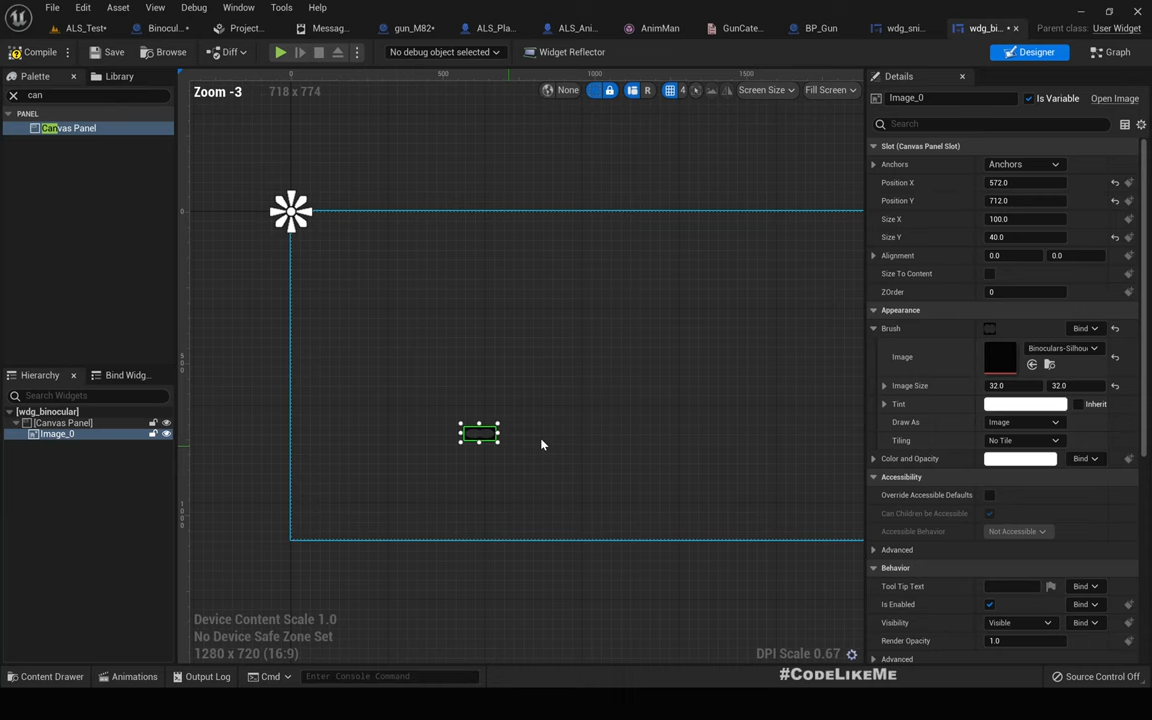 File Edit Asset View Debug Window Tools Help
ALS_Test* Binocul...* Project... Messag... gun_M82* ALS_Pla... ALS_Ani... AnimMan GunCate... BP_Gun wdg_sni... wdg_bi...*
Parent class: User Widget
Compile Save Browse Diff No debug object selected Widget Reflector Designer Graph
Palette Library
can
PANEL
Canvas Panel
Zoom -3 718 x 774
0 500 1000 1500
None R 4 Screen Size Fill Screen
0
500
1000
Device Content Scale 1.0
No Device Safe Zone Set
1280 x 720 (16:9)
DPI Scale 0.67
Hierarchy Bind Widg...
Search Widgets
[wdg_binocular]
[Canvas Panel]
Image_0
Details
Image_0 Is Variable Open Image
Search
Slot (Canvas Panel Slot)
Anchors Anchors
Position X 572.0
Position Y 712.0
Size X 100.0
Size Y 40.0
Alignment 0.0 0.0
Size To Content
ZOrder 0
Appearance
Brush Bind
Image Binoculars-Silhou
Image Size 32.0 32.0
Tint Inherit
Draw As Image
Tiling No Tile
Color and Opacity Bind
Accessibility
Override Accessible Defaults
Can Children be Accessible
Accessible Behavior Not Accessible
Advanced
Behavior
Tool Tip Text Bind
Is Enabled Bind
Visibility Visible Bind
Render Opacity 1.0
Advanced
Content Drawer Animations Output Log Cmd Enter Console Command
#CodeLikeMe
Source Control Off